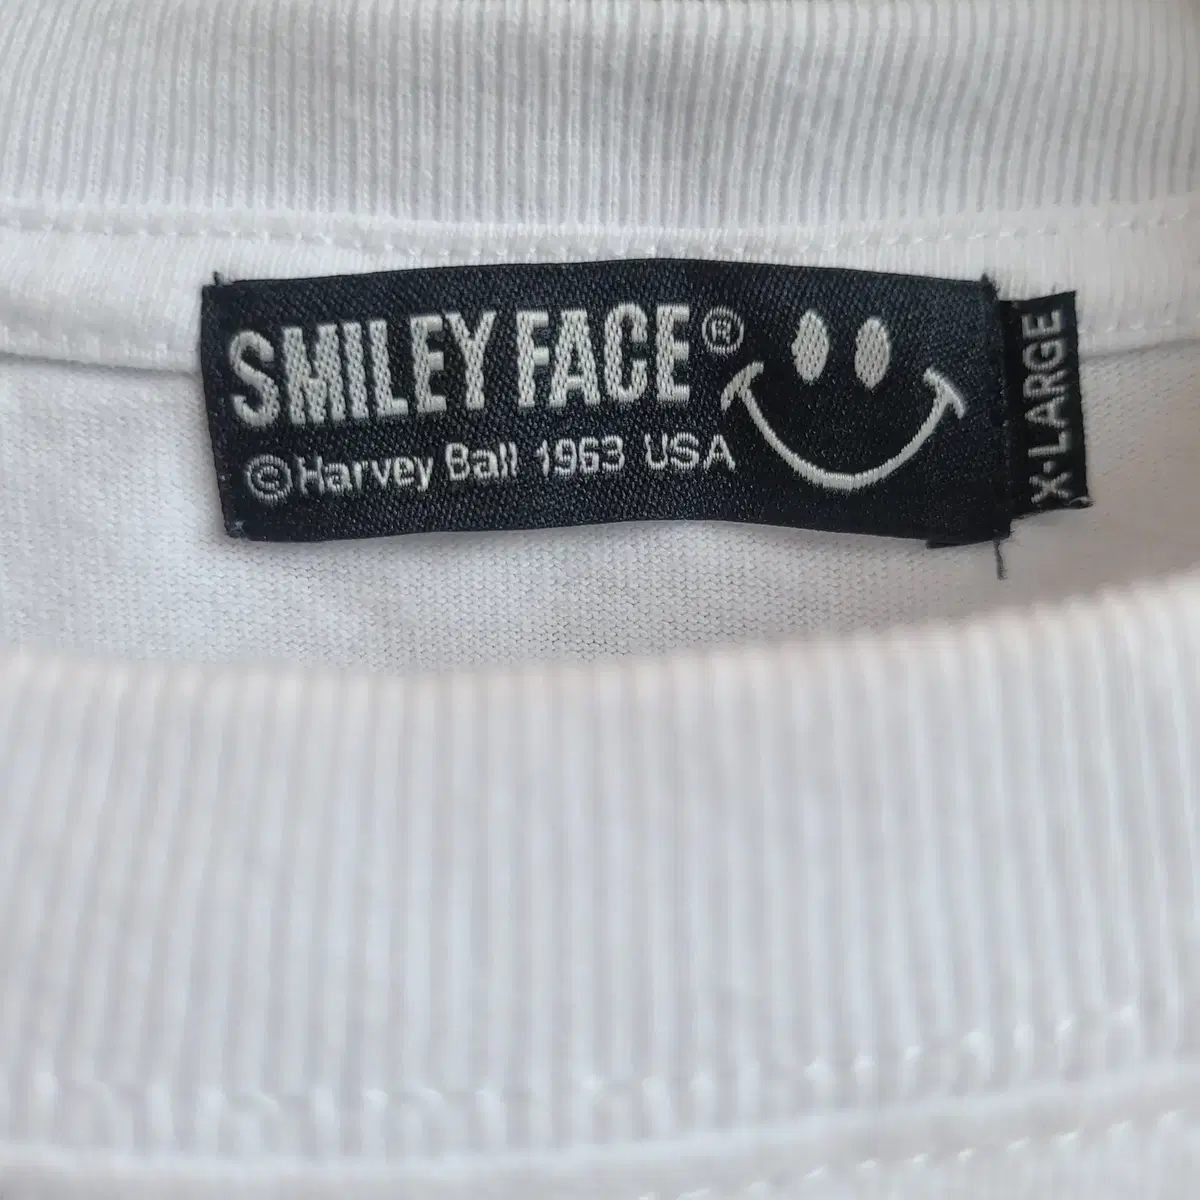 SMILEY FACE®
©Harvey Ball 1963 USA
X•LARGE